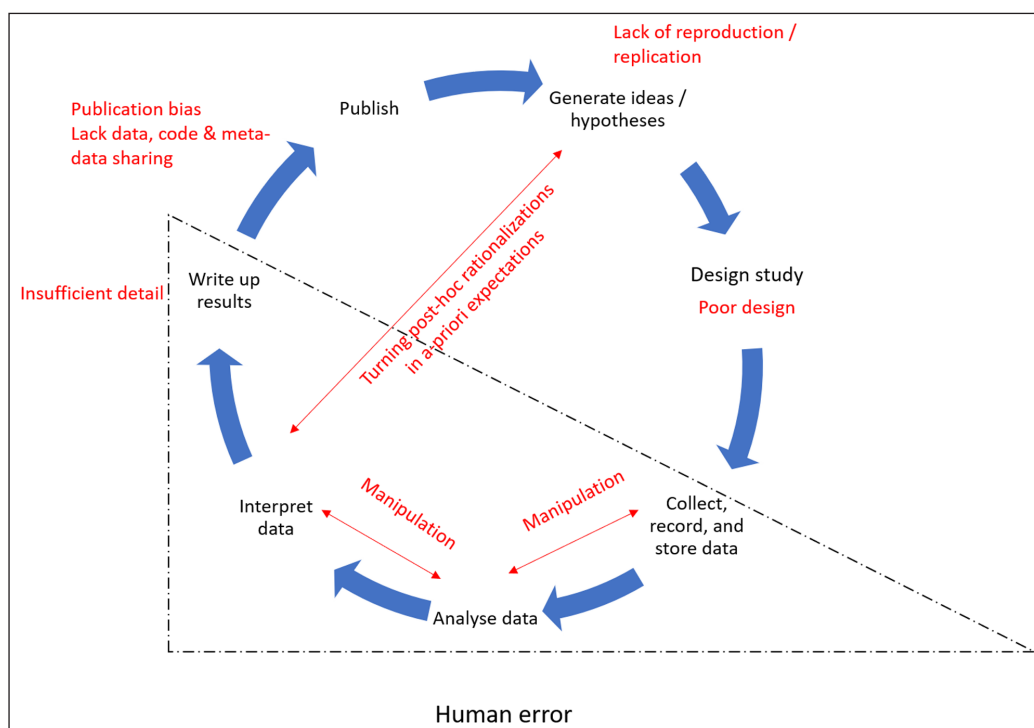 Lack of reproduction /
replication
Generate ideas /
hypotheses
Publish
Publication bias
Lack data, code & meta-
data sharing
Design study
Poor design
Turning post-hoc rationalizations
in a-priori expectations
Write up
results
Insufficient detail
Collect,
record, and
store data
Manipulation
Analyse data
Manipulation
Interpret
data
Human error